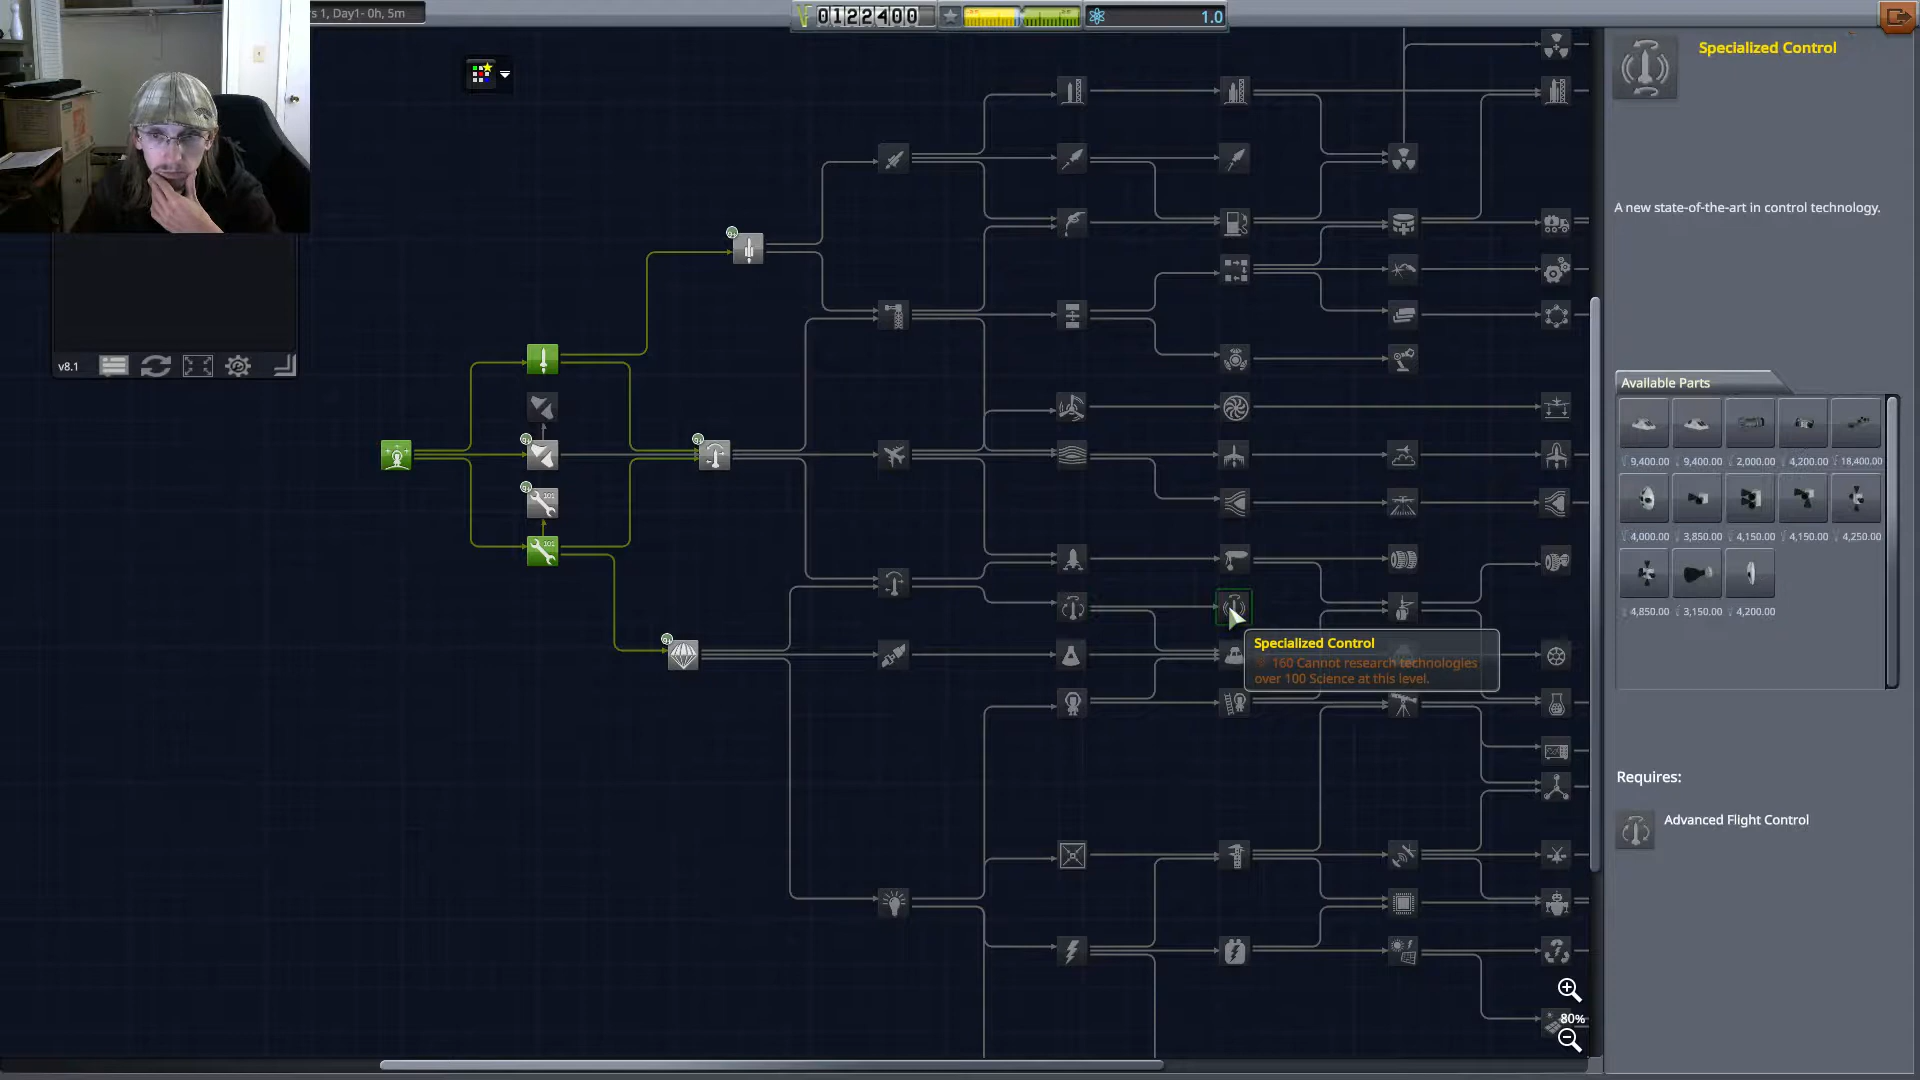 s 1, Day1- 0h, 5m
0122400
1.0
Specialized Control
A new state-of-the-art in control technology.
v8.1
101
101
Available Parts
9,400.00 9,400.00 2,000.00 4,200.00 18,400.00
4,000.00 3,850.00 4,150.00 4,150.00 4,250.00
4,850.00 3,150.00 4,200.00
Specialized Control
160 Cannot research technologies
over 100 Science at this level.
Requires:
Advanced Flight Control
80%